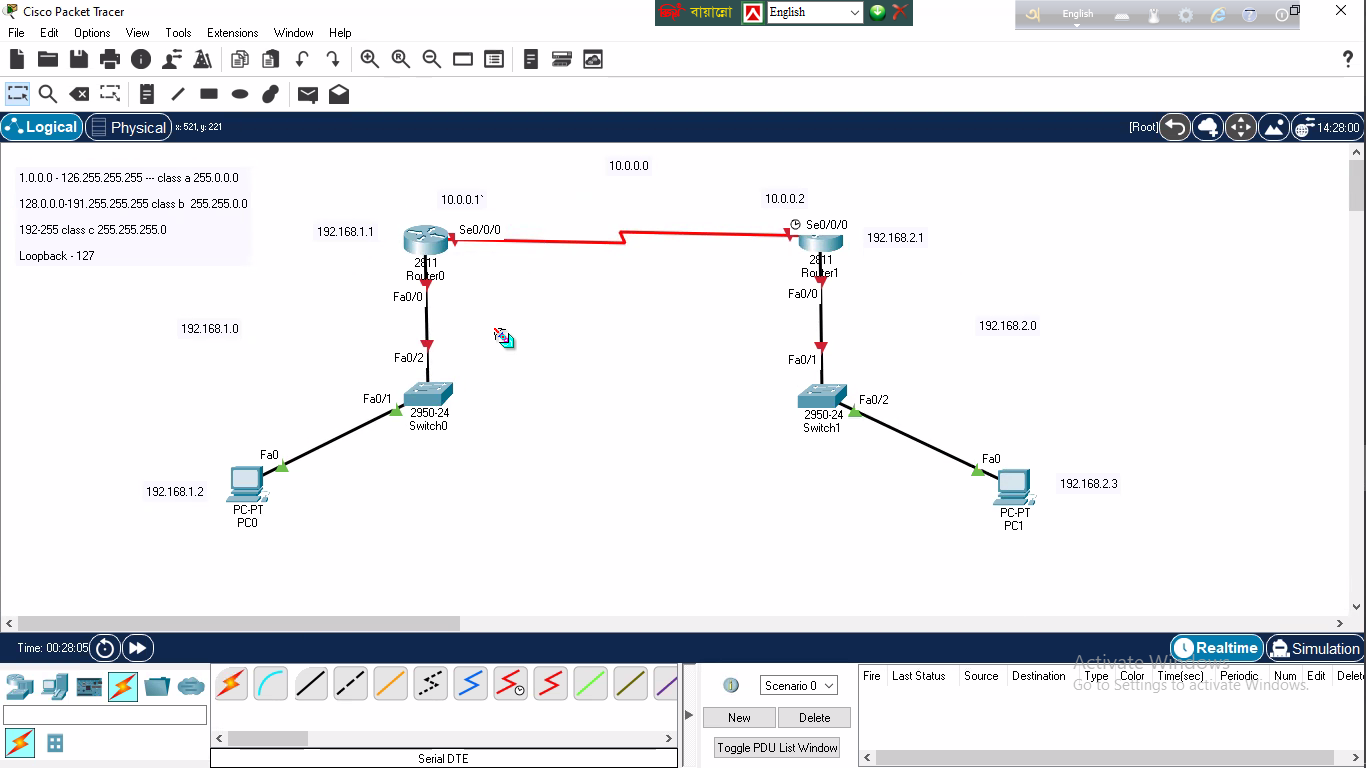 Cisco Packet Tracer
বায়ান্নো
English
English
File Edit Options View Tools Extensions Window Help
?
Logical
Physical
x: 521, y: 221
[Root]
14:28:00
10.0.0.0
1.0.0.0 - 126.255.255.255 --- class a 255.0.0.0
128.0.0.0-191.255.255.255 class b 255.255.0.0
192-255 class c 255.255.255.0
Loopback - 127
10.0.0.1`
10.0.0.2
192.168.1.1
Se0/0/0
Se0/0/0
192.168.2.1
2811
Router0
2811
Router1
Fa0/0
Fa0/0
192.168.1.0
192.168.2.0
Fa0/2
Fa0/1
Fa0/1
Fa0/2
2950-24
Switch0
2950-24
Switch1
Fa0
Fa0
192.168.1.2
192.168.2.3
PC-PT
PC0
PC-PT
PC1
Time: 00:28:05
Realtime
Simulation
Activate Windows
Go to Settings to activate Windows.
Scenario 0
Fire Last Status Source Destination Type Color Time(sec) Periodic Num Edit Delete
New
Delete
Toggle PDU List Window
Serial DTE